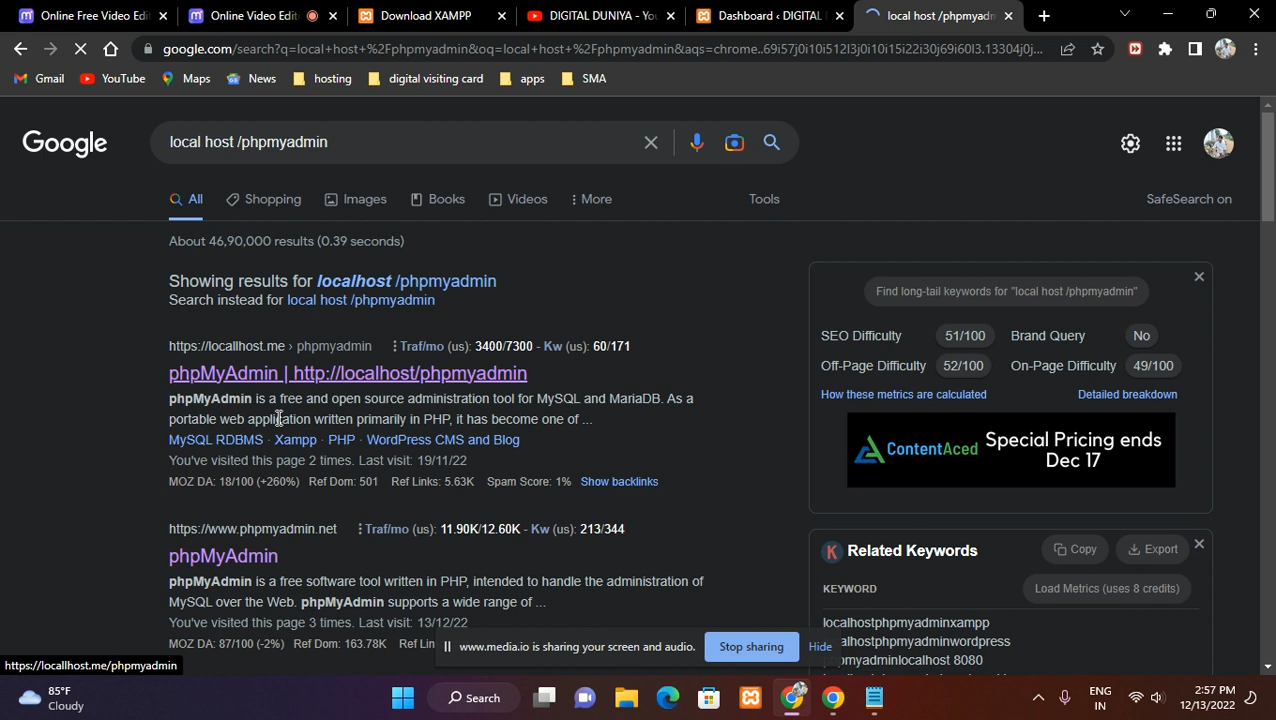 Online Free Video Edit
Online Video Edit
Download XAMPP
DIGITAL DUNIYA - You
Dashboard ‹ DIGITAL
local host /phpmyadm
google.com/search?q=local+host+%2Fphpmyadmin&oq=local+host+%2Fphpmyadmin&aqs=chrome..69i57j0i10i512l3j0i10i15i22i30j69i60l3.13304j0j...
Gmail
YouTube
Maps
News
hosting
digital visiting card
apps
SMA
Google
local host /phpmyadmin
All
Shopping
Images
Books
Videos
More
Tools
SafeSearch on
About 46,90,000 results (0.39 seconds)
Showing results for localhost /phpmyadmin
Search instead for local host /phpmyadmin
https://locallhost.me › phpmyadmin
Traf/mo (us): 3400/7300 - Kw (us): 60/171
phpMyAdmin | http://localhost/phpmyadmin
phpMyAdmin is a free and open source administration tool for MySQL and MariaDB. As a
portable web application written primarily in PHP, it has become one of ...
MySQL RDBMS · Xampp · PHP · WordPress CMS and Blog
You've visited this page 2 times. Last visit: 19/11/22
MOZ DA: 18/100 (+260%) Ref Dom: 501 Ref Links: 5.63K Spam Score: 1% Show backlinks
https://www.phpmyadmin.net
Traf/mo (us): 11.90K/12.60K - Kw (us): 213/344
phpMyAdmin
phpMyAdmin is a free software tool written in PHP, intended to handle the administration of
MySQL over the Web. phpMyAdmin supports a wide range of ...
You've visited this page 3 times. Last visit: 13/12/22
MOZ DA: 87/100 (-2%) Ref Dom: 163.78K Ref Lin
Find long-tail keywords for "local host /phpmyadmin"
SEO Difficulty 51/100 Brand Query No
Off-Page Difficulty 52/100 On-Page Difficulty 49/100
How these metrics are calculated
Detailed breakdown
ContentAced
Special Pricing ends
Dec 17
K
Related Keywords
Copy
Export
KEYWORD
Load Metrics (uses 8 credits)
localhostphpmyadminxampp
alhostphpmyadminwordpress
pmyadminlocalhost 8080
www.media.io is sharing your screen and audio.
Stop sharing
Hide
https://locallhost.me/phpmyadmin
85°F
Cloudy
Search
ENG
IN
2:57 PM
12/13/2022